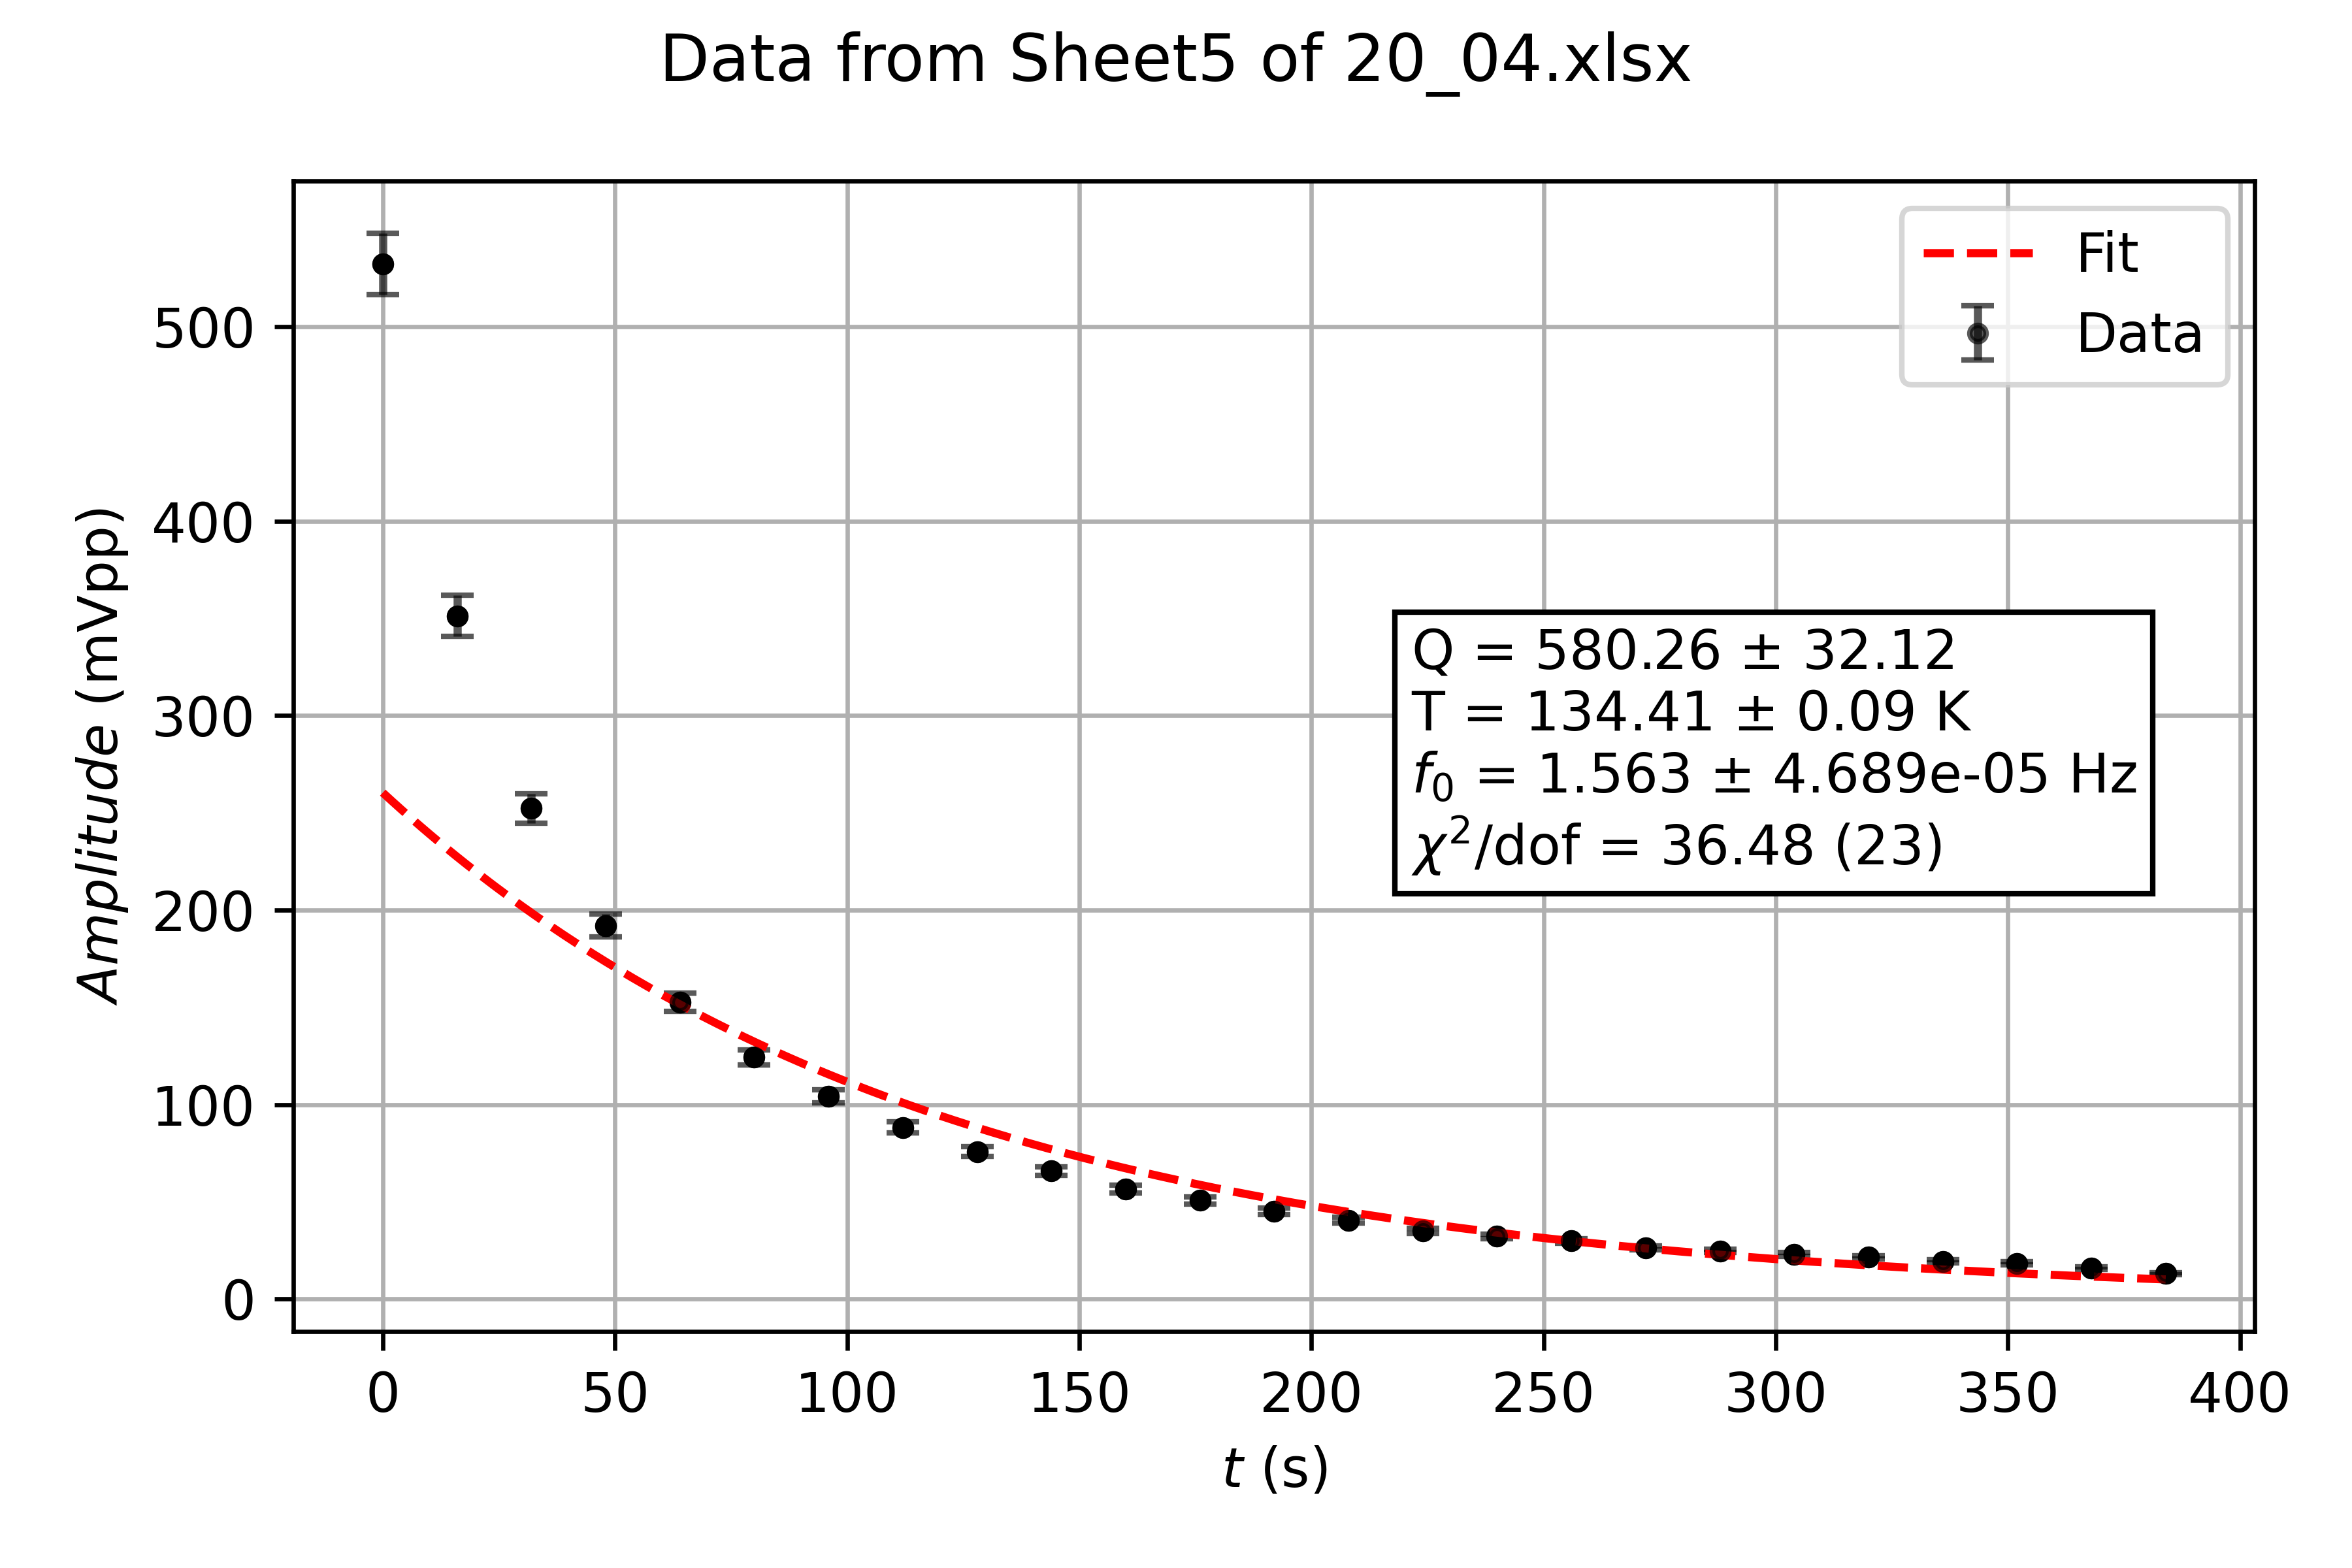 Data from Sheet5 of 20_04.xlsx
Fit
Data
Amplitude (mVpp)
500
400
300
200
100
0
Q = 580.26 ± 32.12
T = 134.41 ± 0.09 K
f₀ = 1.563 ± 4.689e-05 Hz
χ²/dof = 36.48 (23)
0 50 100 150 200 250 300 350 400
t (s)